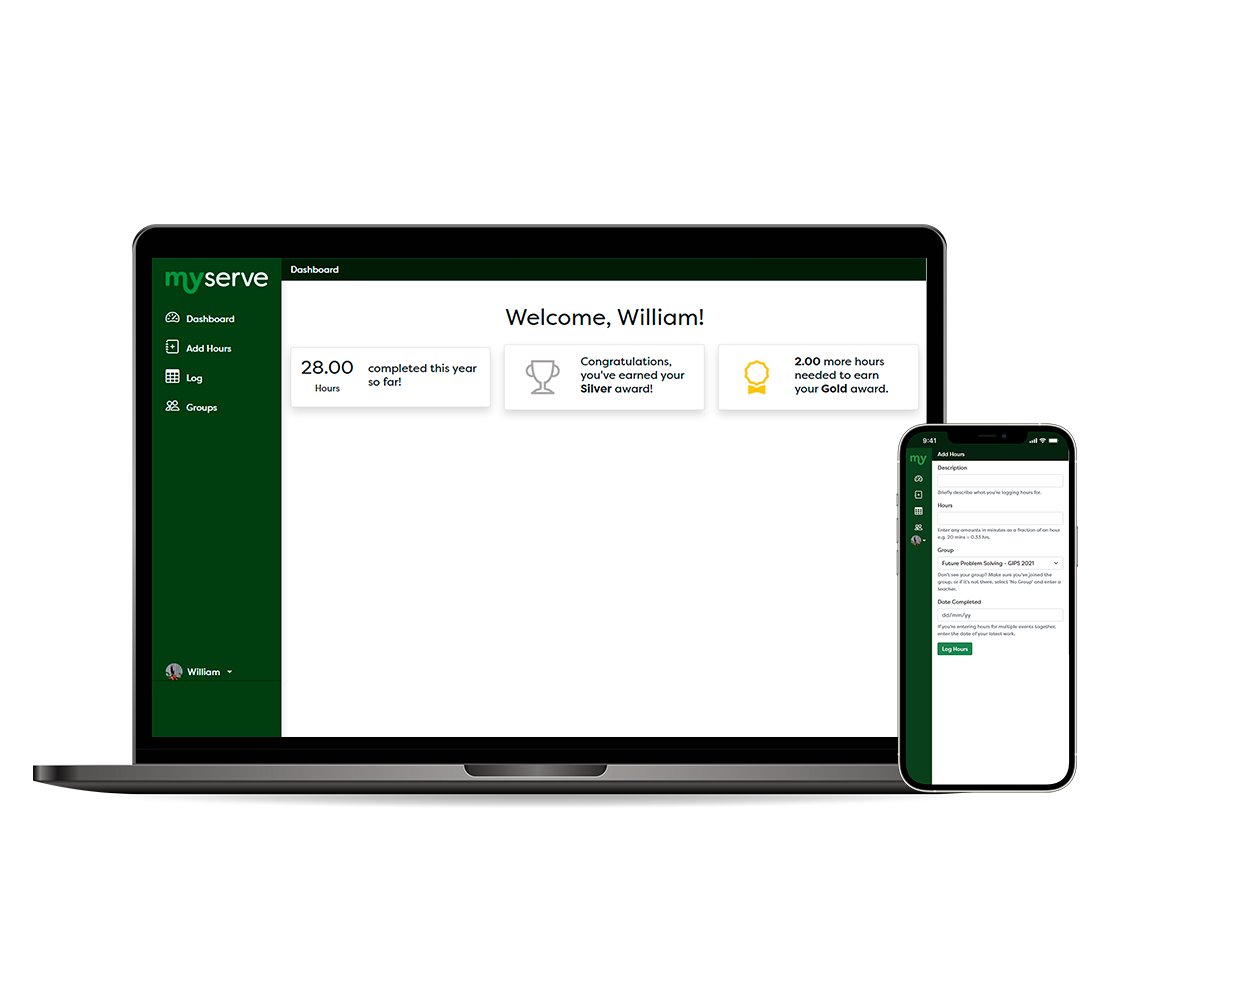 myserve
Dashboard
Add Hours
Log
Groups
William
Dashboard
Welcome, William!
28.00
Hours
completed this year
so far!
Congratulations,
you've earned your
Silver award!
2.00 more hours
needed to earn
your Gold award.
9:41
my
Add Hours
Description
Briefly describe what you're logging hours for.
Hours
Enter any amounts in minutes as a fraction of an hour
e.g. 20 mins = 0.33 hrs.
Group
Future Problem Solving - GIPS 2021
Don't see your group? Make sure you've joined the
group, or if it's not there, select 'No Group' and enter a
teacher.
Date Completed
dd/mm/yy
If you're entering hours for multiple events together,
enter the date of your latest work.
Log Hours